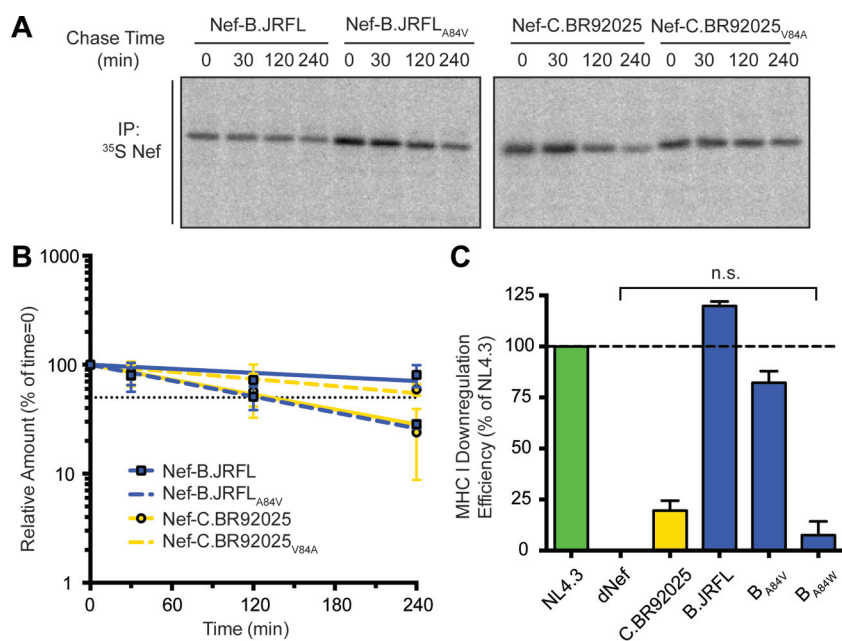 A
Chase Time
(min)
Nef-B.JRFL
Nef-B.JRFLA84V
Nef-C.BR92025
Nef-C.BR92025V84A
0 30 120 240 0 30 120 240
0 30 120 240 0 30 120 240
IP:
35S Nef
B
Relative Amount (% of time=0)
1000
100
10
1
0 60 120 180 240
Time (min)
Nef-B.JRFL
Nef-B.JRFLA84V
Nef-C.BR92025
Nef-C.BR92025V84A
C
n.s.
MHC I Downregulation
Efficiency (% of NL4.3)
125
100
75
50
25
0
NL4.3
dNef
C.BR92025
B.JRFL
BA84V
BA84W